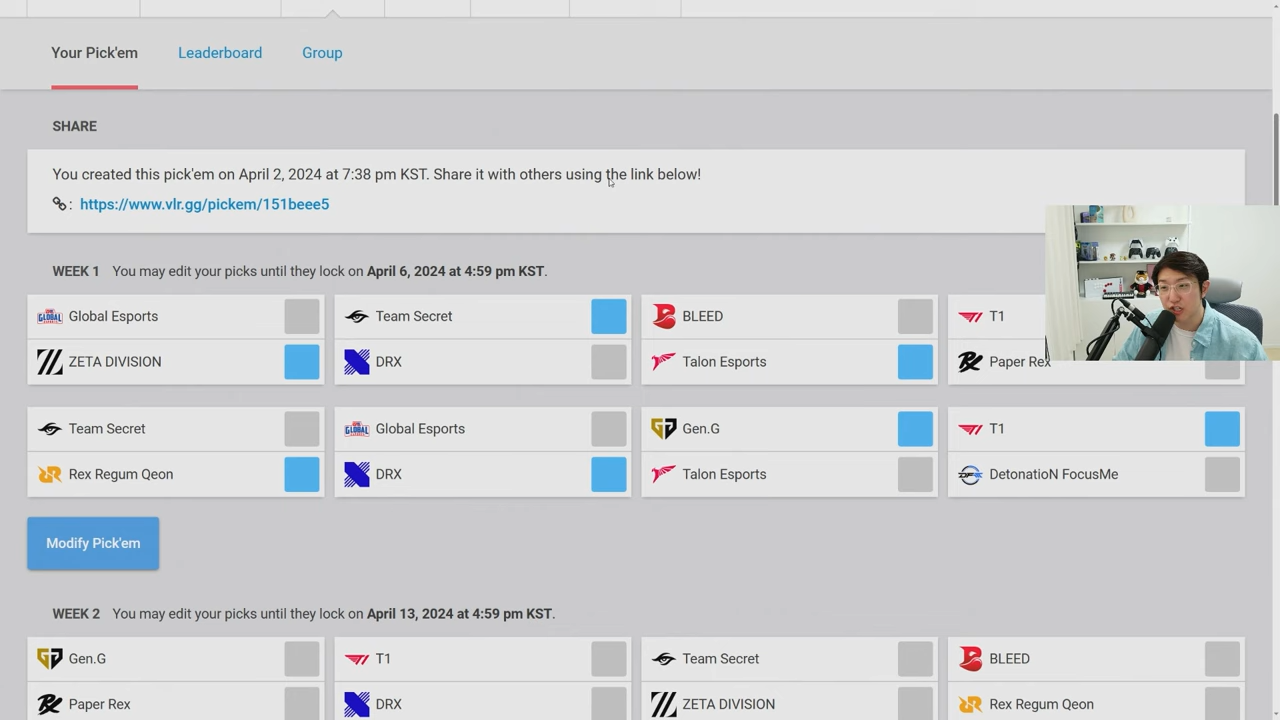 Your Pick'em Leaderboard Group
SHARE
You created this pick'em on April 2, 2024 at 7:38 pm KST. Share it with others using the link below!
: https://www.vlr.gg/pickem/151beee5
WEEK 1 You may edit your picks until they lock on April 6, 2024 at 4:59 pm KST.
Global Esports Team Secret BLEED T1
ZETA DIVISION DRX Talon Esports Paper Rex
Team Secret Global Esports Gen.G T1
Rex Regum Qeon DRX Talon Esports DetonatioN FocusMe
Modify Pick'em
WEEK 2 You may edit your picks until they lock on April 13, 2024 at 4:59 pm KST.
Gen.G T1 Team Secret BLEED
Paper Rex DRX ZETA DIVISION Rex Regum Qeon